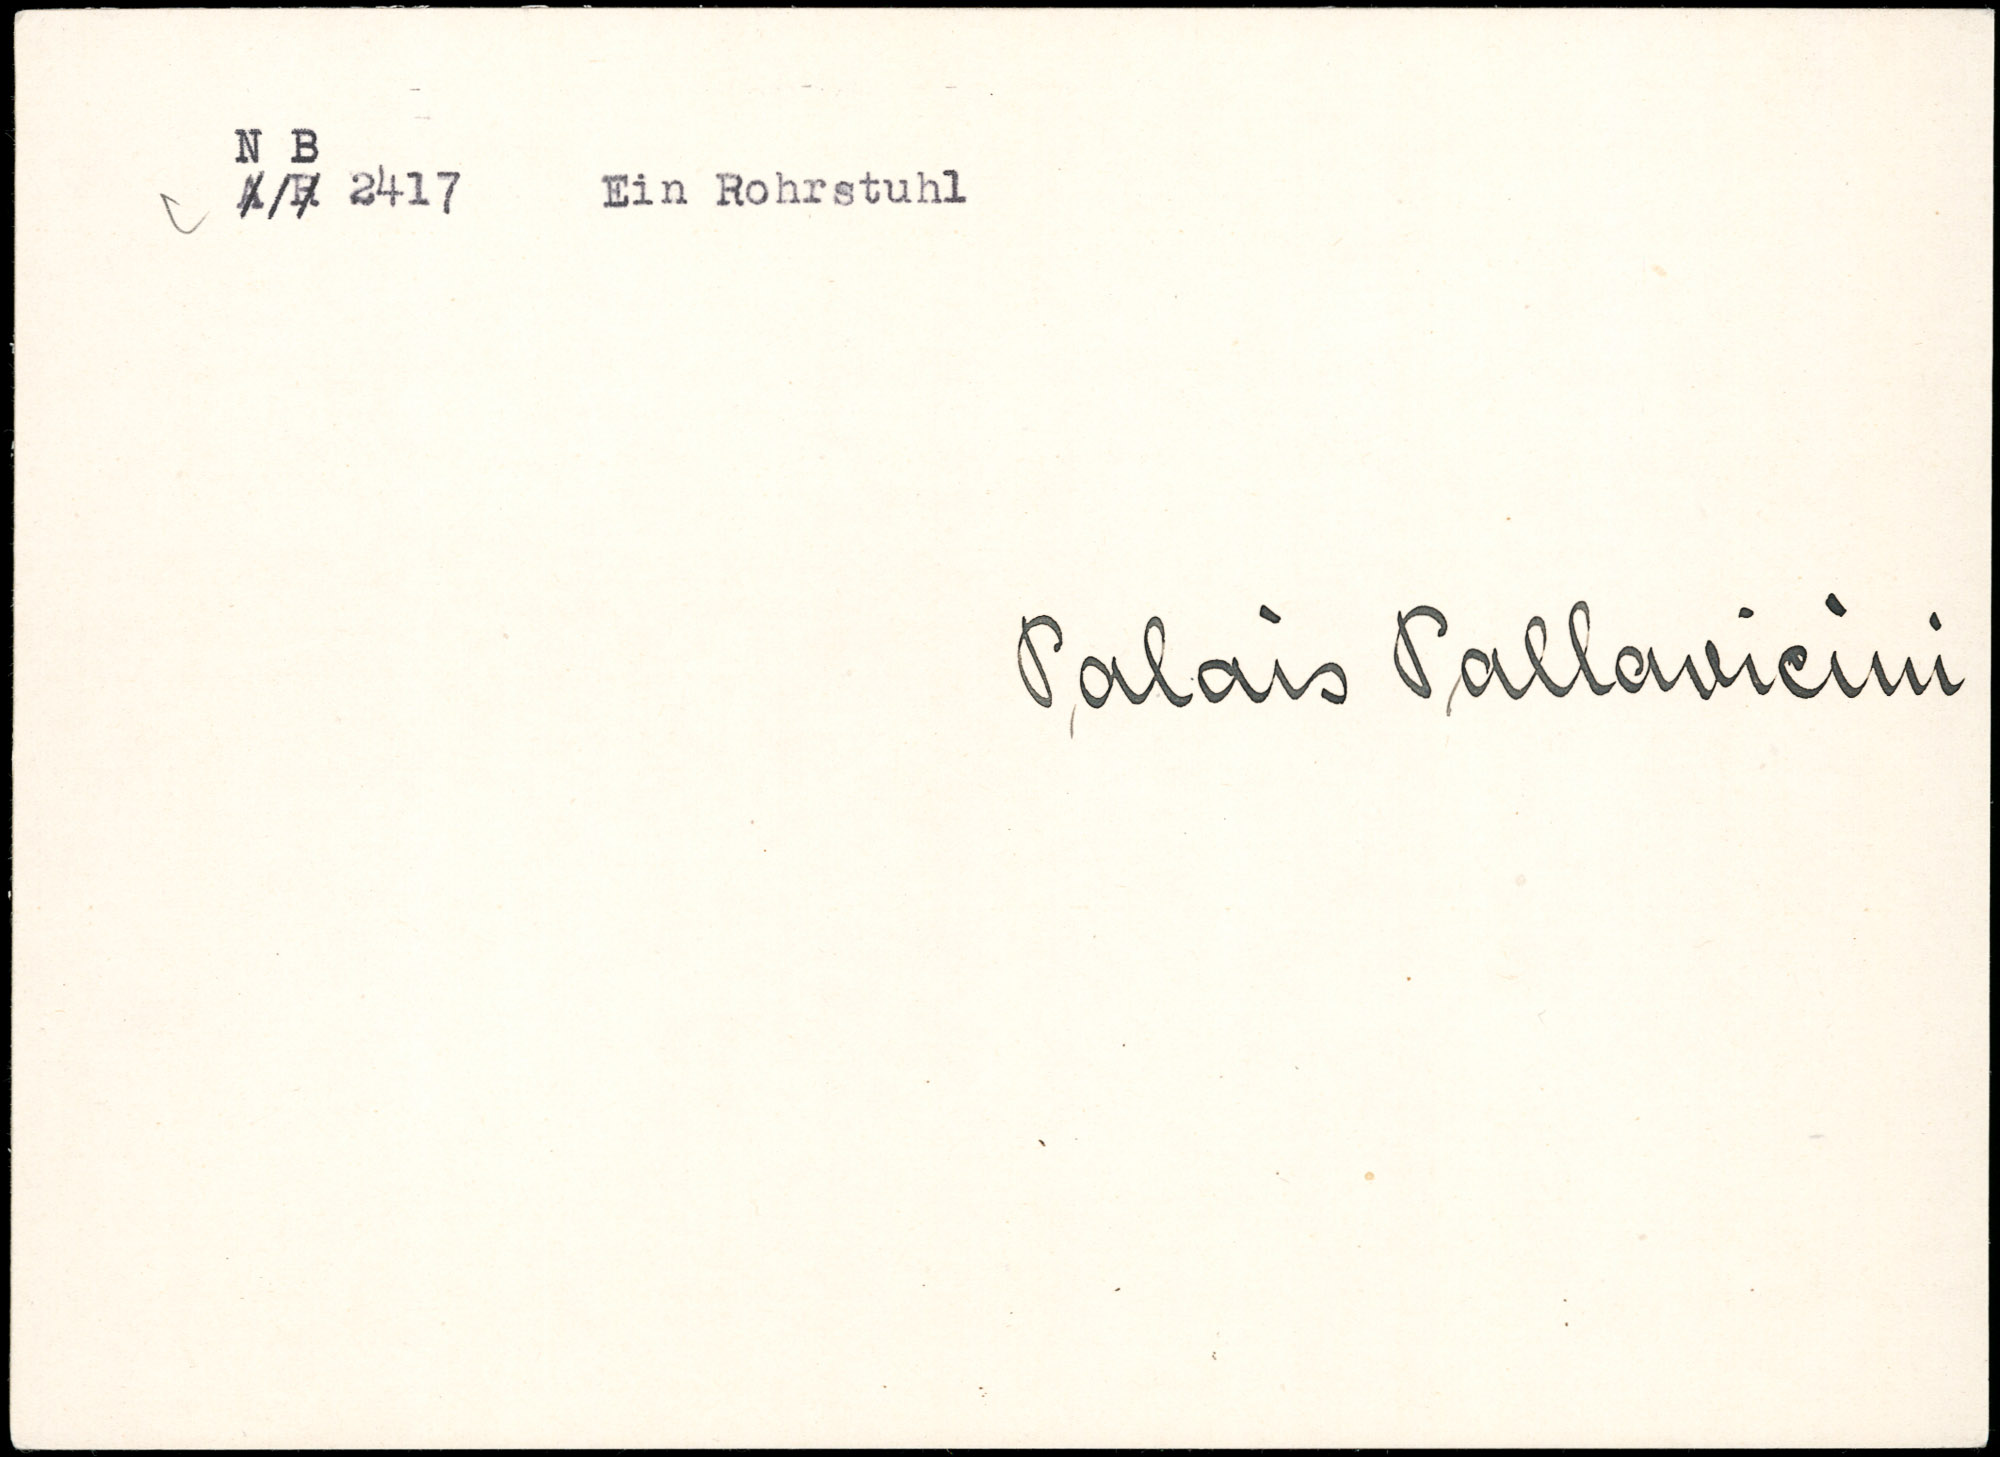 N B
A/R 2417 Ein Rohrstuhl
Palais Pallavicini